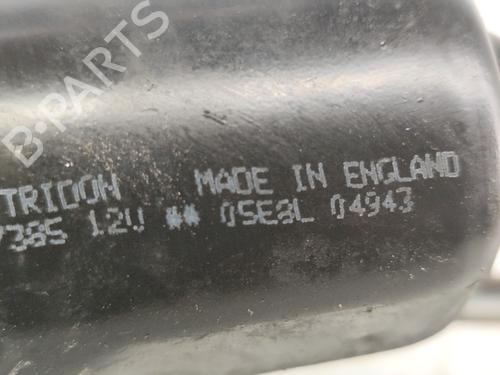 B-PARTS
TRIDON MADE IN ENGLAND
7385 12V ** 05E8L 04943